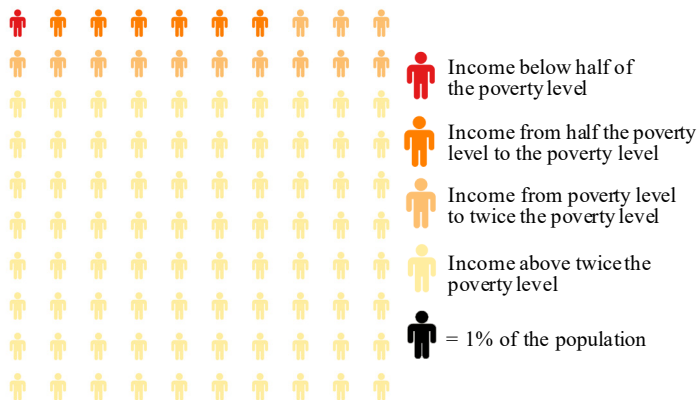 Income below half of
the poverty level
Income from half the poverty
level to the poverty level
Income from poverty level
to twice the poverty level
Income above twice the
poverty level
= 1% of the population